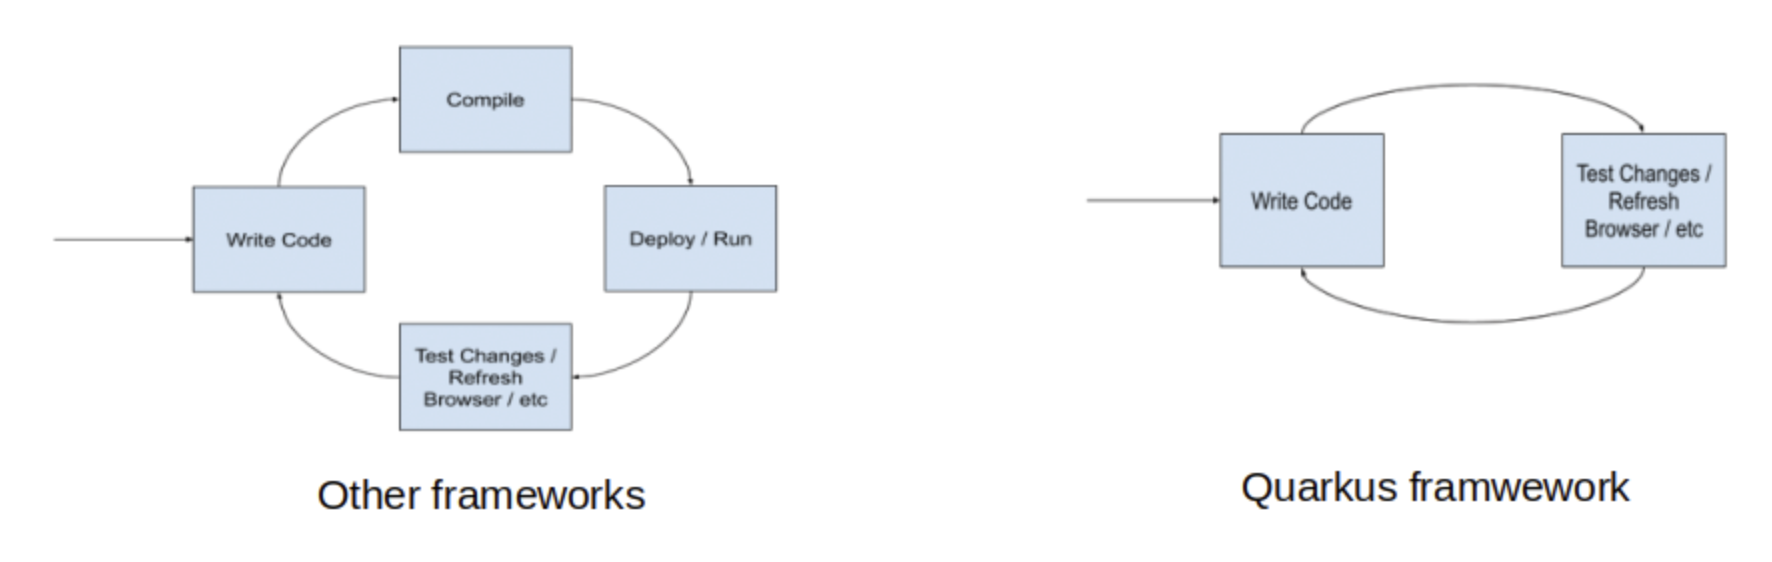 Compile
Write Code
Deploy / Run
Test Changes /
Refresh
Browser / etc
Other frameworks
Write Code
Test Changes /
Refresh
Browser / etc
Quarkus framwework